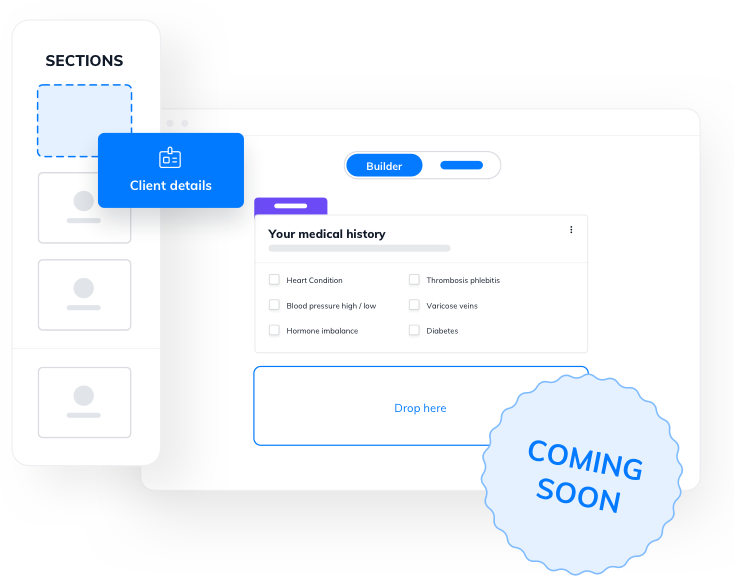 SECTIONS
Client details
Builder
Your medical history
Heart Condition
Thrombosis phlebitis
Blood pressure high / low
Varicose veins
Hormone imbalance
Diabetes
Drop here
COMING
SOON